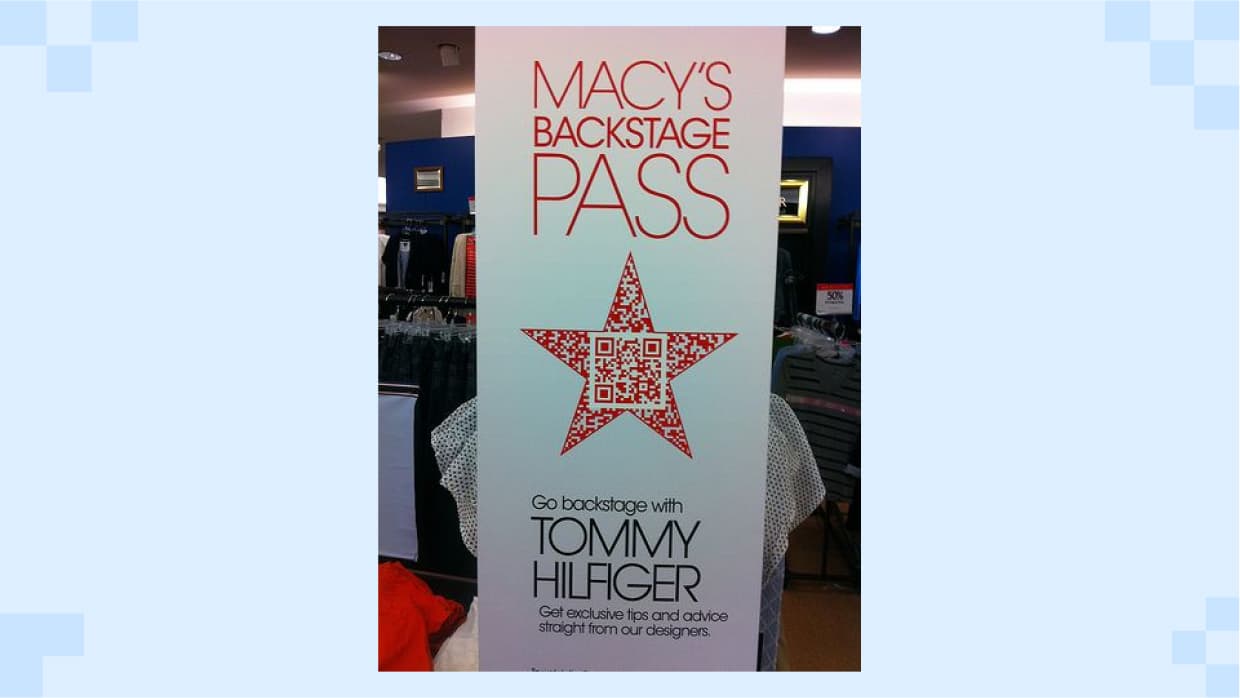 MACY'S
BACKSTAGE
PASS
50%
Go backstage with
TOMMY
HILFIGER
Get exclusive tips and advice
straight from our designers.